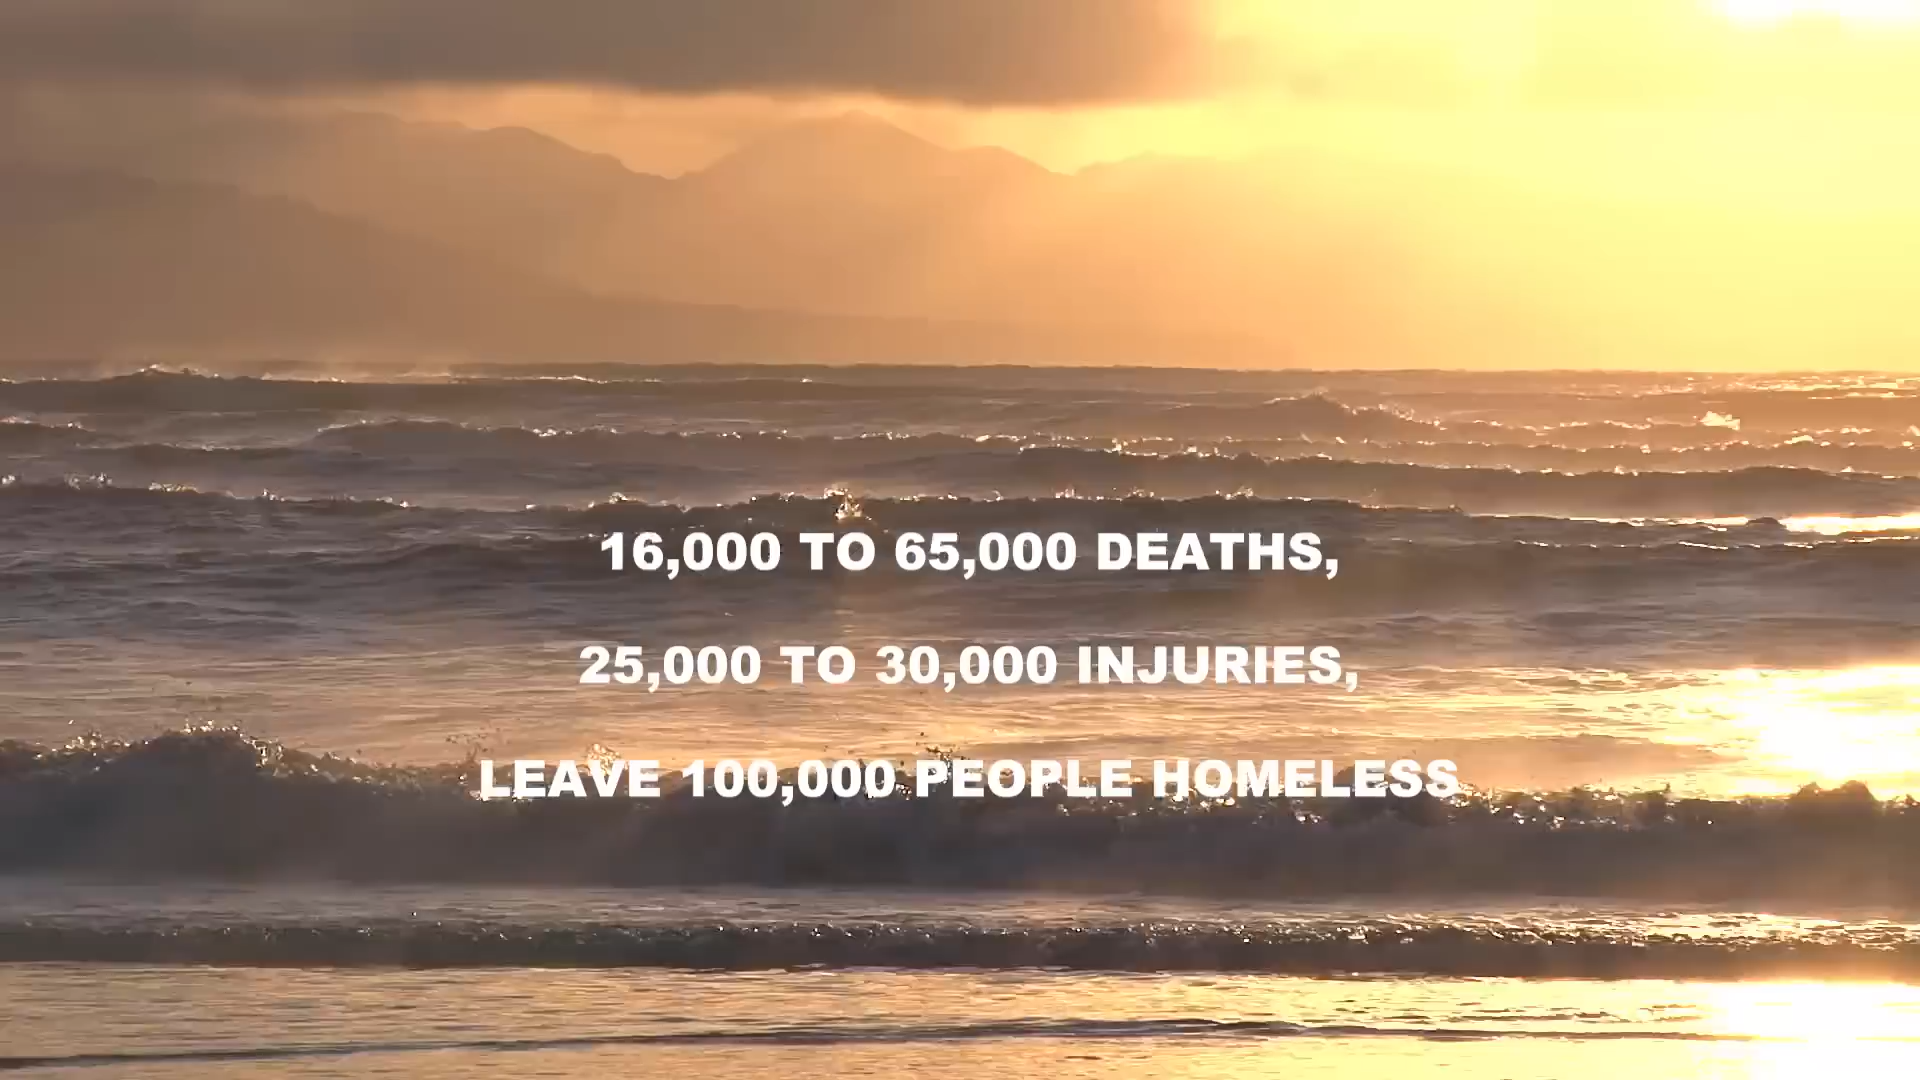 16,000 TO 65,000 DEATHS,
25,000 TO 30,000 INJURIES,
LEAVE 100,000 PEOPLE HOMELESS